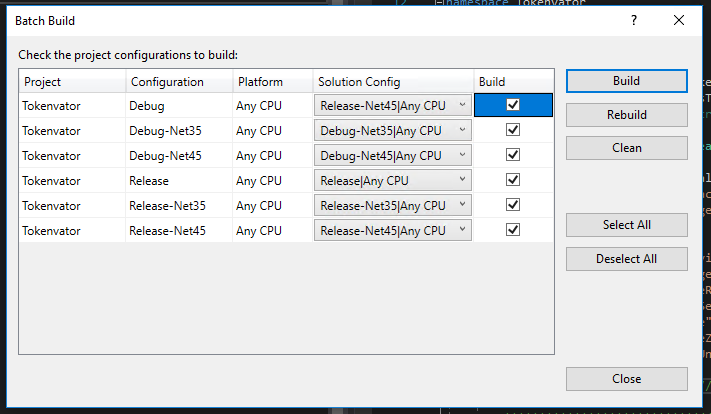 12 namespace Tokenvator
Batch Build
?
Check the project configurations to build:
Project Configuration Platform Solution Config Build
Tokenvator Debug Any CPU Release-Net45|Any CPU
Tokenvator Debug-Net35 Any CPU Debug-Net35|Any CPU
Tokenvator Debug-Net45 Any CPU Debug-Net45|Any CPU
Tokenvator Release Any CPU Release|Any CPU
Tokenvator Release-Net35 Any CPU Release-Net35|Any CPU
Tokenvator Release-Net45 Any CPU Release-Net45|Any CPU
Build
Rebuild
Clean
Select All
Deselect All
Close